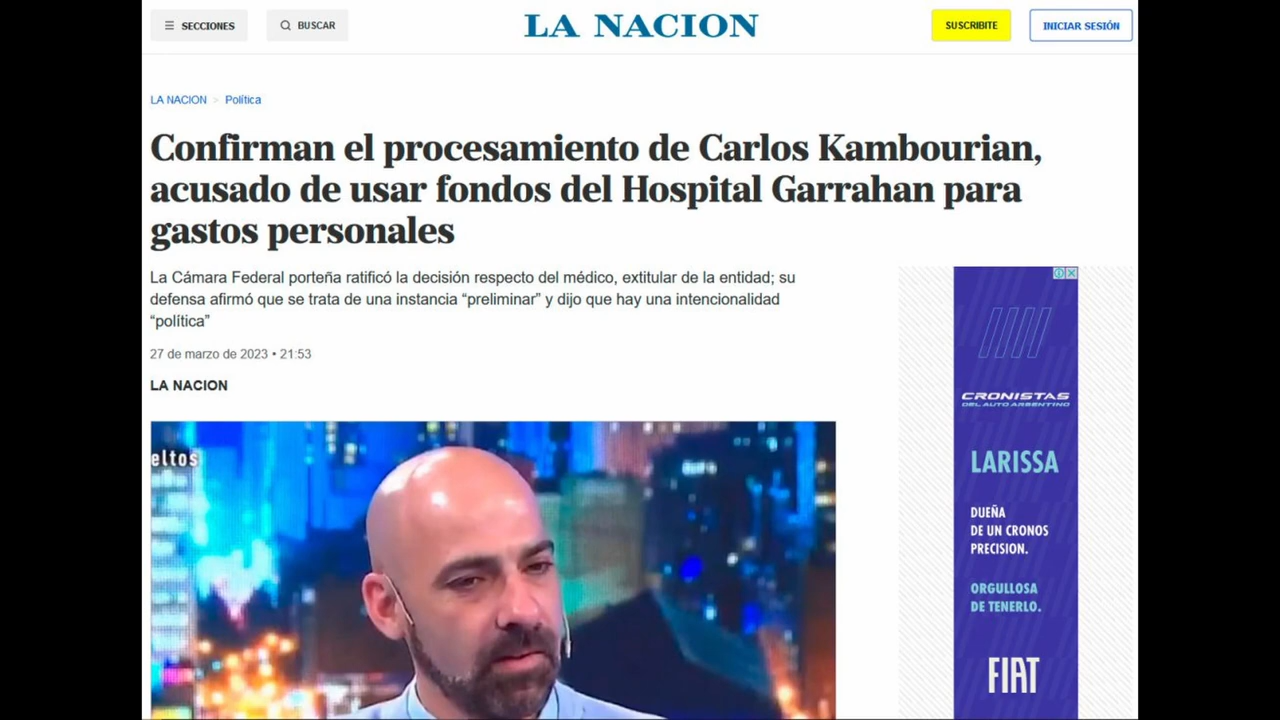 SECCIONES
BUSCAR
LA NACION
SUSCRIBITE
INICIAR SESIÓN
LA NACION > Política
Confirman el procesamiento de Carlos Kambourian,
acusado de usar fondos del Hospital Garrahan para
gastos personales
La Cámara Federal porteña ratificó la decisión respecto del médico, extitular de la entidad; su
defensa afirmó que se trata de una instancia “preliminar” y dijo que hay una intencionalidad
“política”
27 de marzo de 2023 • 21:53
LA NACION
eltos
CRONISTAS
DEL AUTO ARGENTINO
LARISSA
DUEÑA
DE UN CRONOS
PRECISION.
ORGULLOSA
DE TENERLO.
FIAT